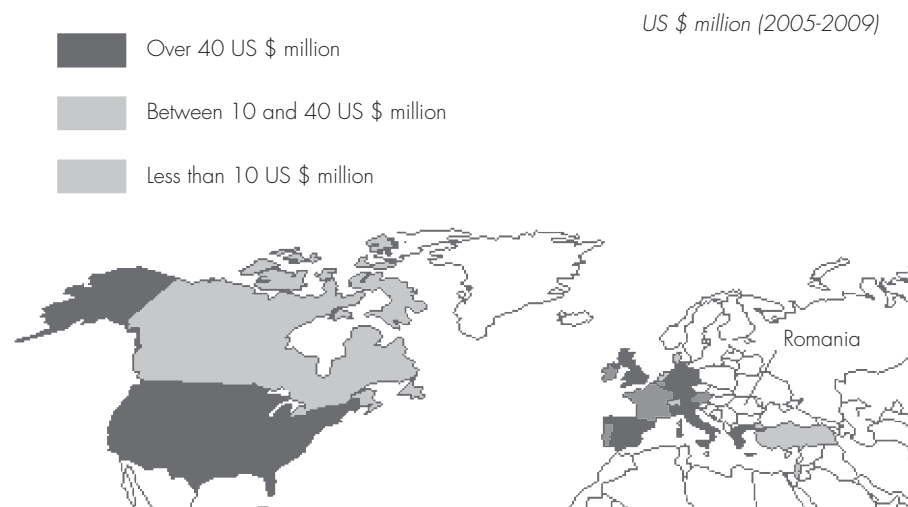 US $ million (2005-2009)
Over 40 US $ million
Between 10 and 40 US $ million
Less than 10 US $ million
Romania